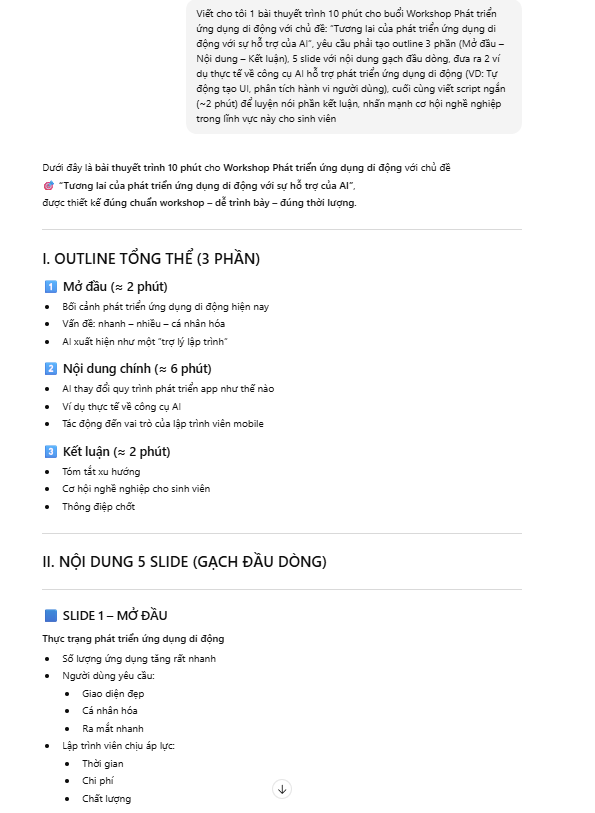 Viết cho tôi 1 bài thuyết trình 10 phút cho buổi Workshop Phát triển
ứng dụng di động với chủ đề: "Tương lai của phát triển ứng dụng di
động với sự hỗ trợ của AI", yêu cầu phải tạo outline 3 phần (Mở đầu –
Nội dung – Kết luận), 5 slide với nội dung gạch đầu dòng, đưa ra 2 ví
dụ thực tế về công cụ AI hỗ trợ phát triển ứng dụng di động (VD: Tự
động tạo UI, phân tích hành vi người dùng), cuối cùng viết script ngắn
(~2 phút) để luyện nói phần kết luận, nhấn mạnh cơ hội nghề nghiệp
trong lĩnh vực này cho sinh viên
Dưới đây là bài thuyết trình 10 phút cho Workshop Phát triển ứng dụng di động với chủ đề
🎯 "Tương lai của phát triển ứng dụng di động với sự hỗ trợ của AI",
được thiết kế đúng chuẩn workshop – dễ trình bày – đúng thời lượng.
I. OUTLINE TỔNG THỂ (3 PHẦN)
1 Mở đầu (≈ 2 phút)
• Bối cảnh phát triển ứng dụng di động hiện nay
• Vấn đề: nhanh – nhiều – cá nhân hóa
• AI xuất hiện như một "trợ lý lập trình"
2 Nội dung chính (≈ 6 phút)
• AI thay đổi quy trình phát triển app như thế nào
• Ví dụ thực tế về công cụ AI
• Tác động đến vai trò của lập trình viên mobile
3 Kết luận (≈ 2 phút)
• Tóm tắt xu hướng
• Cơ hội nghề nghiệp cho sinh viên
• Thông điệp chốt
II. NỘI DUNG 5 SLIDE (GẠCH ĐẦU DÒNG)
SLIDE 1 – MỞ ĐẦU
Thực trạng phát triển ứng dụng di động
• Số lượng ứng dụng tăng rất nhanh
• Người dùng yêu cầu:
• Giao diện đẹp
• Cá nhân hóa
• Ra mắt nhanh
• Lập trình viên chịu áp lực:
• Thời gian
• Chi phí
• Chất lượng